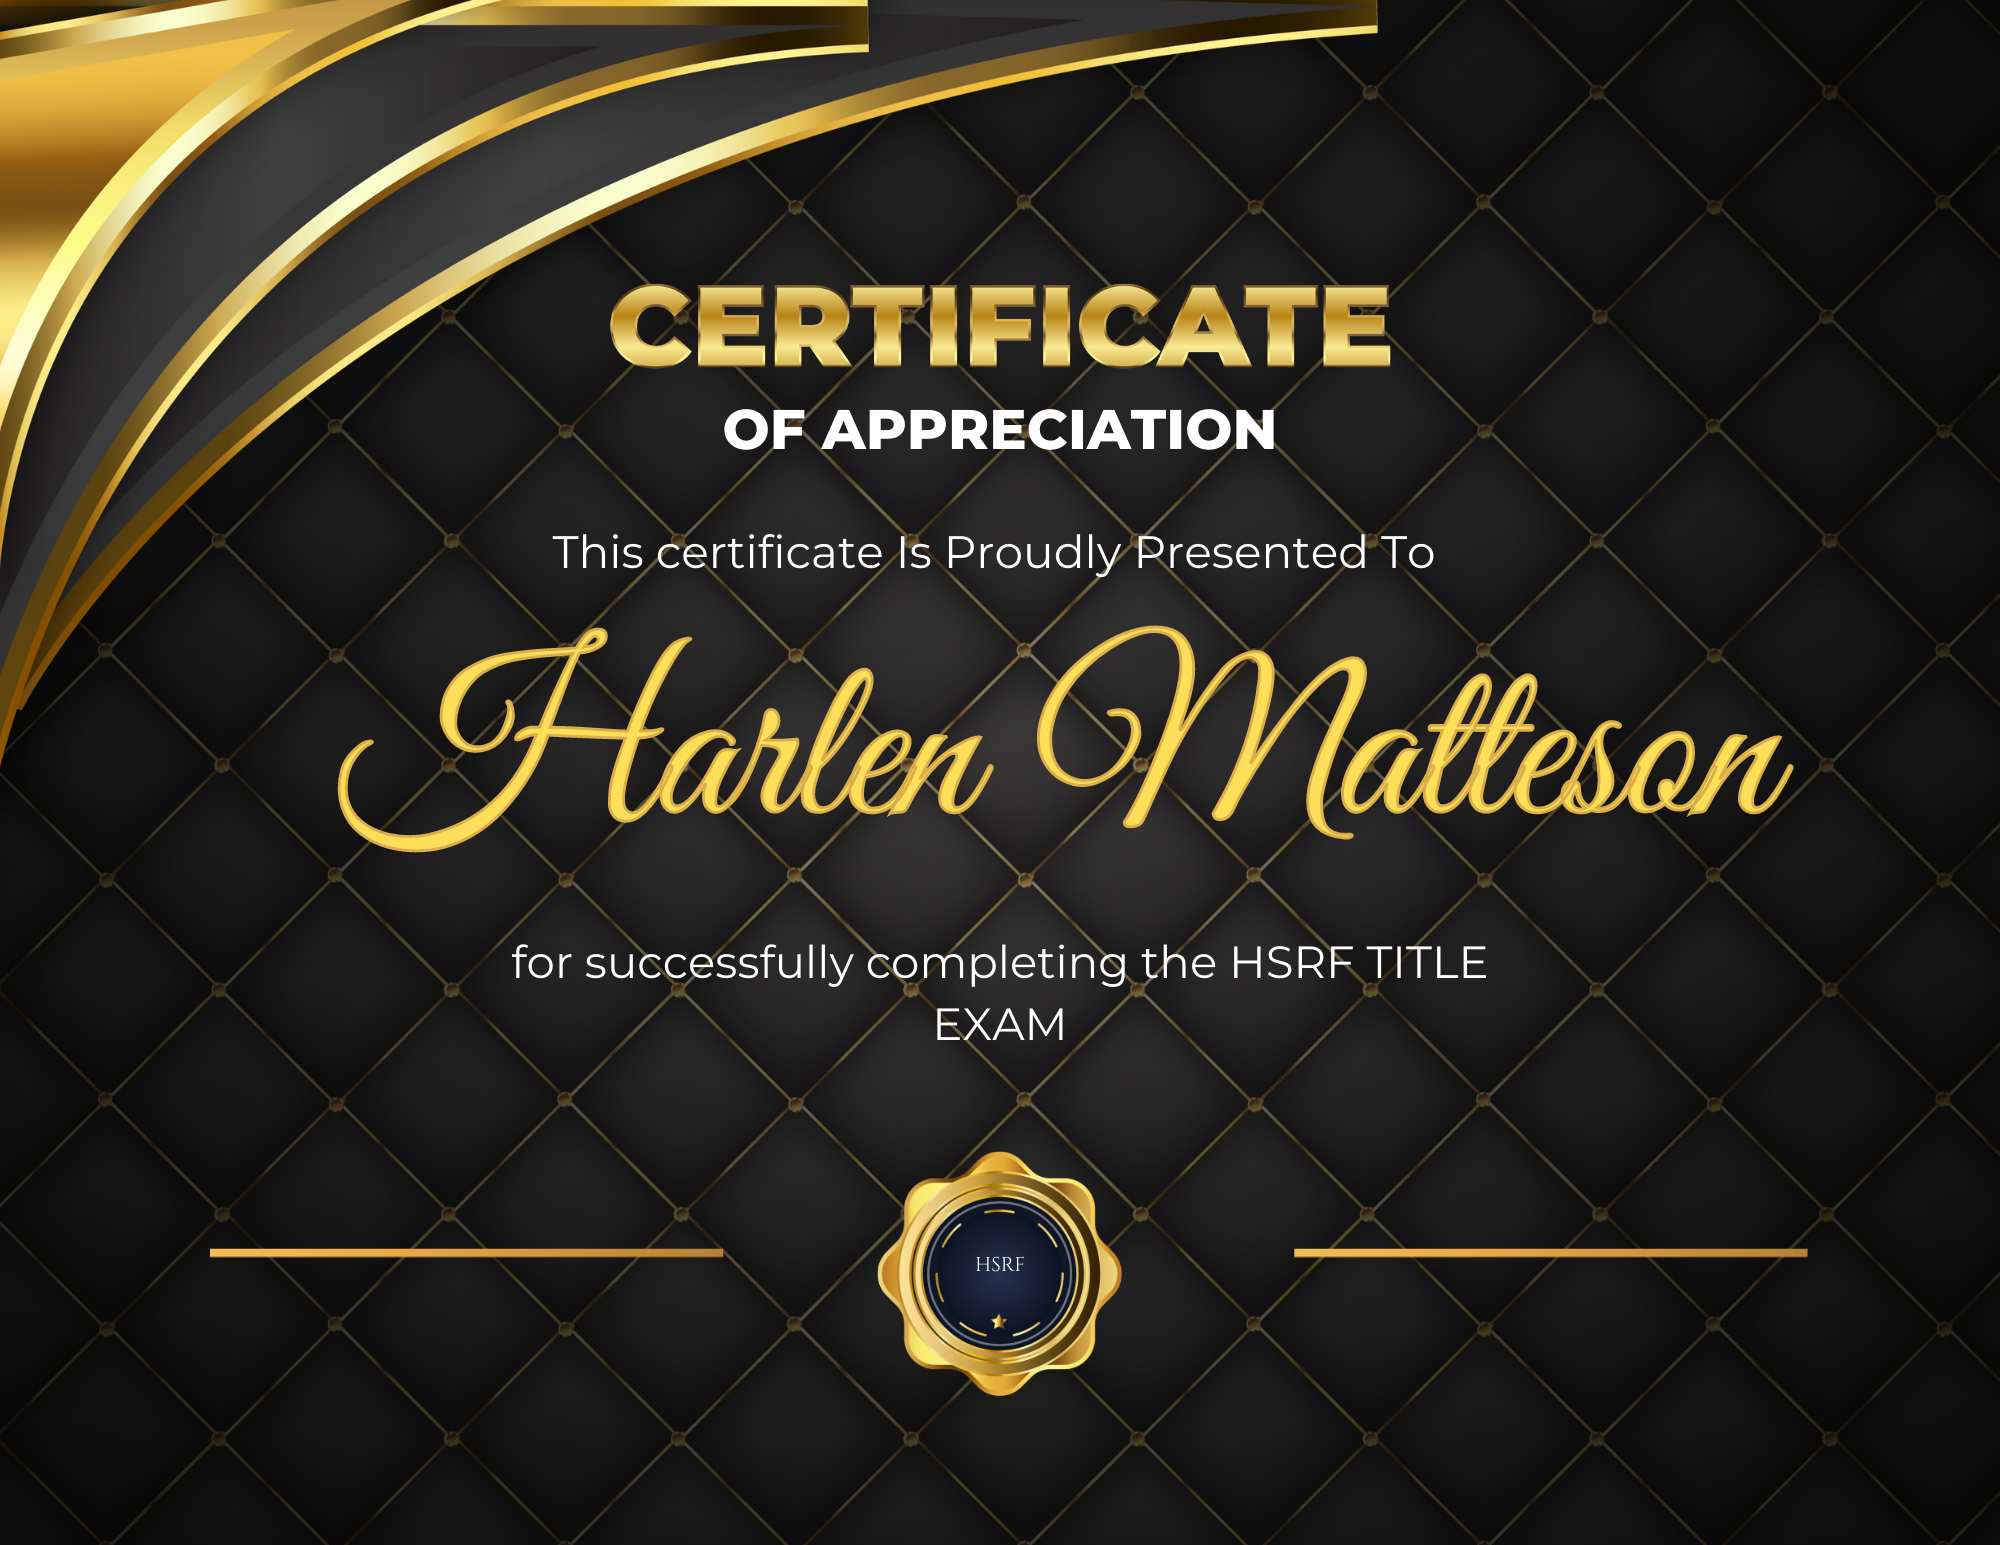 CERTIFICATE
OF APPRECIATION
This certificate Is Proudly Presented To
Harlen Matteson
for successfully completing the HSRF TITLE
EXAM
HSRF